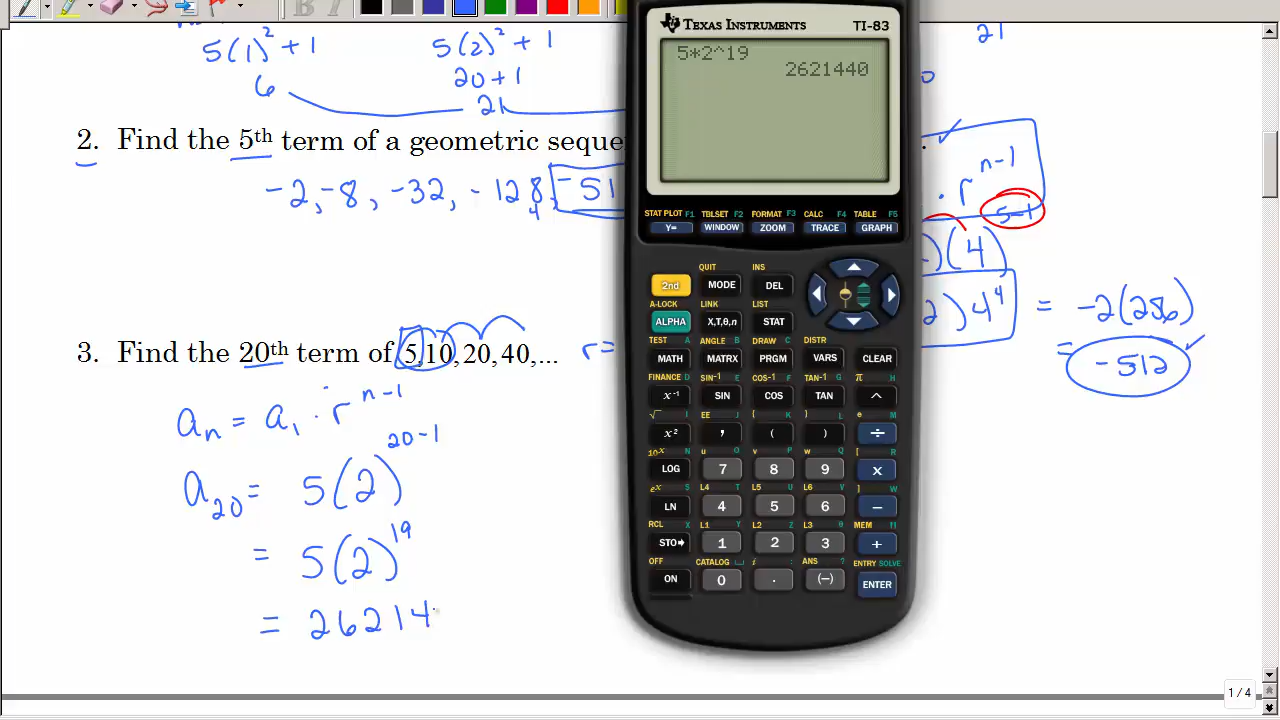 21
5(1)² + 1
5(2)² + 1
6
20 + 1
21
2. Find the 5th term of a geometric seque
-2, -8, -32, -128, -51
· r^(n-1)
5-1
)(4)
2)4⁴ = -2(256)
= -512
3. Find the 20th term of 5,10,20,40,... r=
aₙ = a₁ · r^(n-1)
a₂₀ = 5(2)^(20-1)
= 5(2)^19
= 26214
TEXAS INSTRUMENTS TI-83
5*2^19
2621440
STAT PLOT F1 TBLSET F2 FORMAT F3 CALC F4 TABLE F5
Y= WINDOW ZOOM TRACE GRAPH
QUIT INS
2nd MODE DEL
A-LOCK LINK LIST
ALPHA X,T,θ,n STAT
TEST A ANGLE B DRAW C DISTR
MATH MATRX PRGM VARS CLEAR
FINANCE D SIN⁻¹ E COS⁻¹ F TAN⁻¹ G π H
x⁻¹ SIN COS TAN ^
√ I EE J { K } L e M
x² , ( ) ÷
10ˣ N u O v P w Q [ R
LOG 7 8 9 x
eˣ S L4 T L5 U L6 V ] W
LN 4 5 6 −
RCL X L1 Y L2 Z L3 θ MEM "
STO➔ 1 2 3 +
OFF CATALOG ⎵ i : ANS ? ENTRY SOLVE
ON 0 . (−) ENTER
1 / 4